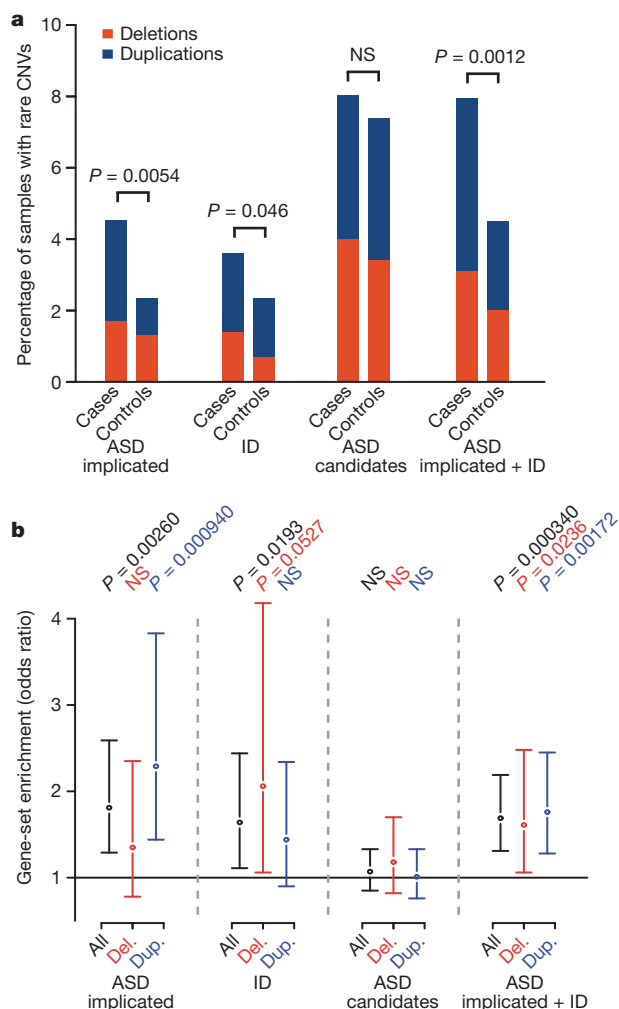 a
Deletions
Duplications
Percentage of samples with rare CNVs
10
8
6
4
2
0
P = 0.0054
P = 0.046
NS
P = 0.0012
Cases Controls Cases Controls Cases Controls Cases Controls
ASD implicated
ID
ASD candidates
ASD implicated + ID
b
P = 0.00260
NS
P = 0.000940
P = 0.0193
P = 0.0527
NS
NS
NS
NS
P = 0.000340
P = 0.0236
P = 0.00172
Gene-set enrichment (odds ratio)
4
3
2
1
All Del. Dup. All Del. Dup. All Del. Dup. All Del. Dup.
ASD implicated
ID
ASD candidates
ASD implicated + ID